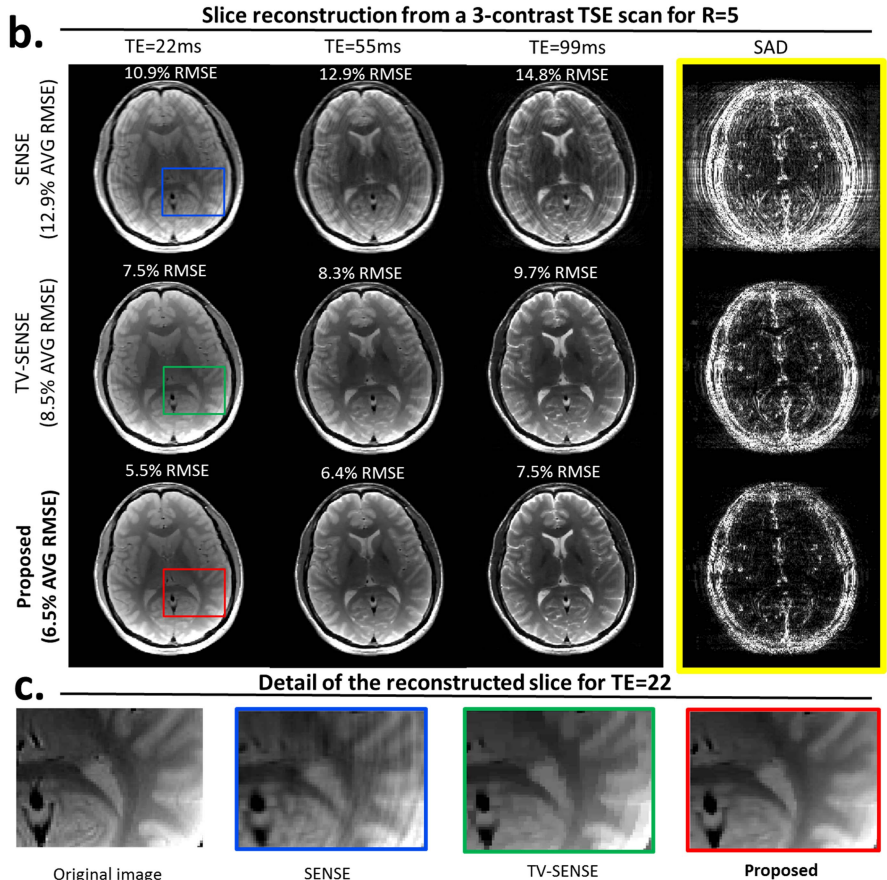 b.
Slice reconstruction from a 3-contrast TSE scan for R=5
TE=22ms
TE=55ms
TE=99ms
SAD
SENSE
(12.9% AVG RMSE)
10.9% RMSE
12.9% RMSE
14.8% RMSE
TV-SENSE
(8.5% AVG RMSE)
7.5% RMSE
8.3% RMSE
9.7% RMSE
Proposed
(6.5% AVG RMSE)
5.5% RMSE
6.4% RMSE
7.5% RMSE
c.
Detail of the reconstructed slice for TE=22
Original image
SENSE
TV-SENSE
Proposed